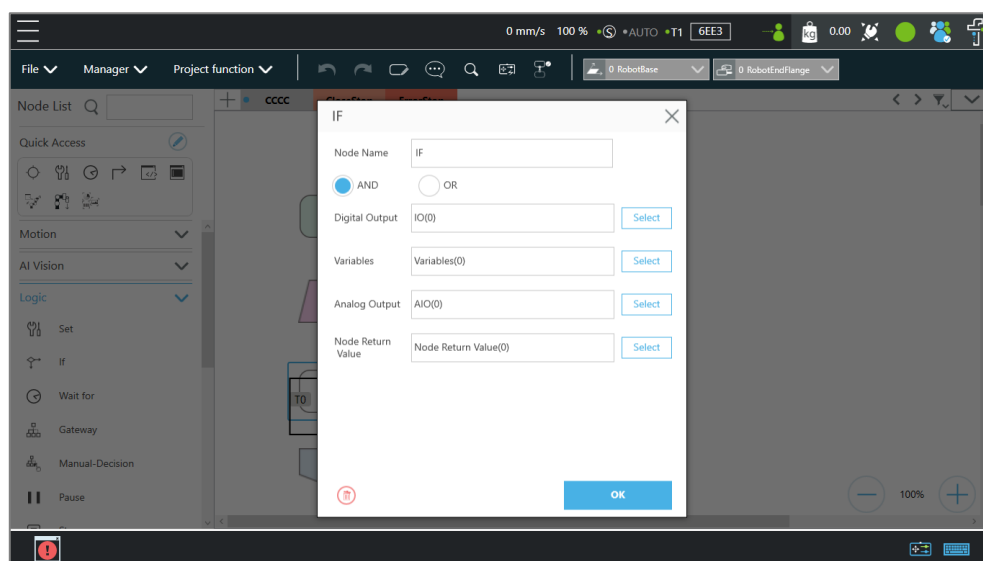 0 mm/s 100 % •Ⓢ •AUTO •T1 6EE3 kg 0.00
File Manager Project function 0 RobotBase 0 RobotEndFlange
Node List cccc
Quick Access
Motion
AI Vision
Logic
Set
If
Wait for
Gateway
Manual-Decision
Pause
T0
IF
Node Name IF
AND OR
Digital Output IO(0) Select
Variables Variables(0) Select
Analog Output AIO(0) Select
Node Return
Value
Node Return Value(0) Select
OK
100%